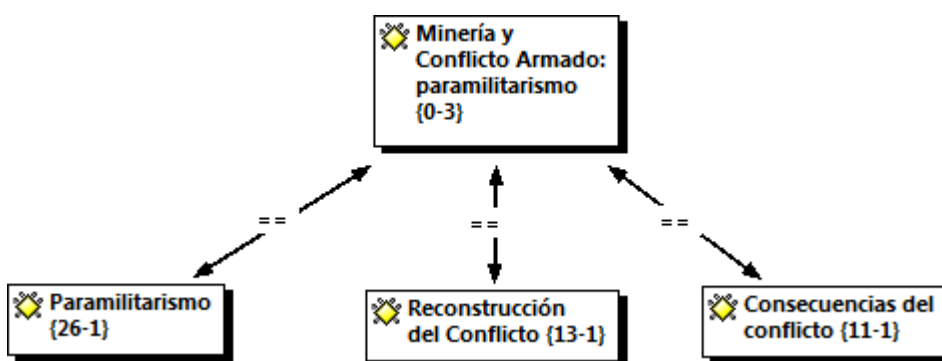 Minería y
Conflicto Armado:
paramilitarismo
{0-3}
==
==
==
Paramilitarismo
{26-1}
Reconstrucción
del Conflicto {13-1}
Consecuencias del
conflicto {11-1}